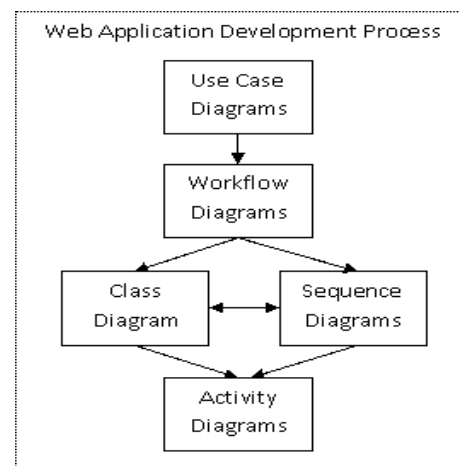 Web Application Development Process
Use Case
Diagrams
Workflow
Diagrams
Class
Diagram
Sequence
Diagrams
Activity
Diagrams